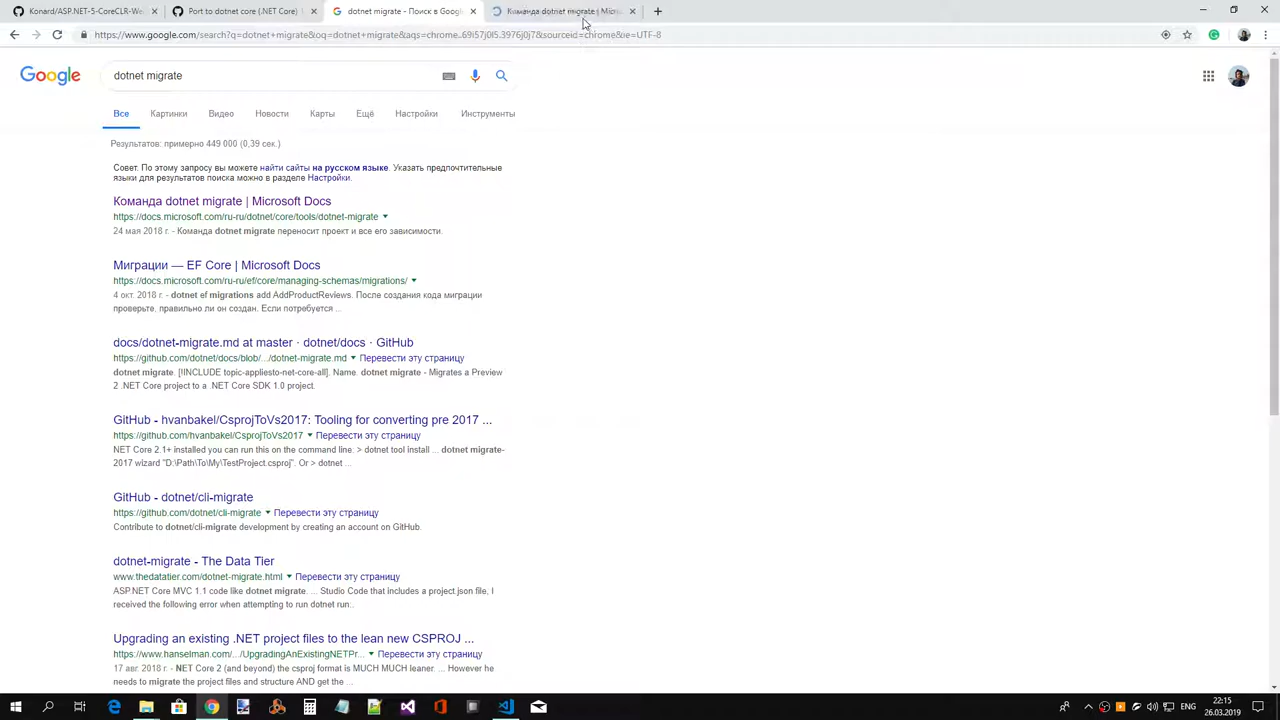 Konard/ASP.NET-5-CoreCLR-We
Port to dotnet core (.NET Core)
dotnet migrate - Поиск в Google
Команда dotnet migrate | Micr
https://www.google.com/search?q=dotnet+migrate&oq=dotnet+migrate&aqs=chrome..69i57j0l5.3976j0j7&sourceid=chrome&ie=UTF-8
Google
dotnet migrate
Все Картинки Видео Новости Карты Ещё Настройки Инструменты
Результатов: примерно 449 000 (0,39 сек.)
Совет. По этому запросу вы можете найти сайты на русском языке. Указать предпочтительные
языки для результатов поиска можно в разделе Настройки.
Команда dotnet migrate | Microsoft Docs
https://docs.microsoft.com/ru-ru/dotnet/core/tools/dotnet-migrate
24 мая 2018 г. - Команда dotnet migrate переносит проект и все его зависимости.
Миграции — EF Core | Microsoft Docs
https://docs.microsoft.com/ru-ru/ef/core/managing-schemas/migrations/
4 окт. 2018 г. - dotnet ef migrations add AddProductReviews. После создания кода миграции
проверьте, правильно ли он создан. Если потребуется ...
docs/dotnet-migrate.md at master · dotnet/docs · GitHub
https://github.com/dotnet/docs/blob/.../dotnet-migrate.md Перевести эту страницу
dotnet migrate. [!INCLUDE topic-appliesto-net-core-all]. Name. dotnet migrate - Migrates a Preview
2 .NET Core project to a .NET Core SDK 1.0 project.
GitHub - hvanbakel/CsprojToVs2017: Tooling for converting pre 2017 ...
https://github.com/hvanbakel/CsprojToVs2017 Перевести эту страницу
NET Core 2.1+ installed you can run this on the command line. > dotnet tool install ... dotnet migrate-
2017 wizard "D:\Path\To\My\TestProject.csproj". Or > dotnet ...
GitHub - dotnet/cli-migrate
https://github.com/dotnet/cli-migrate Перевести эту страницу
Contribute to dotnet/cli-migrate development by creating an account on GitHub.
dotnet-migrate - The Data Tier
www.thedatatier.com/dotnet-migrate.html Перевести эту страницу
ASP.NET Core MVC 1.1 code like dotnet migrate. ... Studio Code that includes a project.json file, I
received the following error when attempting to run dotnet run:.
Upgrading an existing .NET project files to the lean new CSPROJ ...
https://www.hanselman.com/.../UpgradingAnExistingNETPr... Перевести эту страницу
17 авг. 2018 г. - NET Core 2 (and beyond) the csproj format is MUCH MUCH leaner. ... However he
needs to migrate the project files and structure AND get the ...
ENG
22:15
26.03.2019